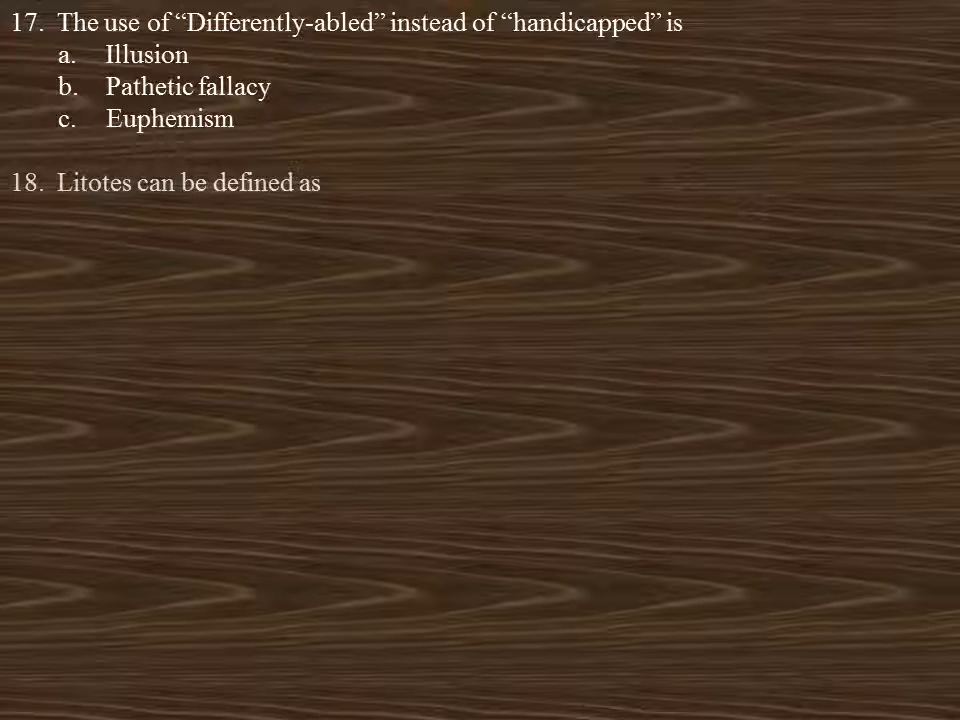 17. The use of “Differently-abled” instead of “handicapped” is
a. Illusion
b. Pathetic fallacy
c. Euphemism
18. Litotes can be defined as